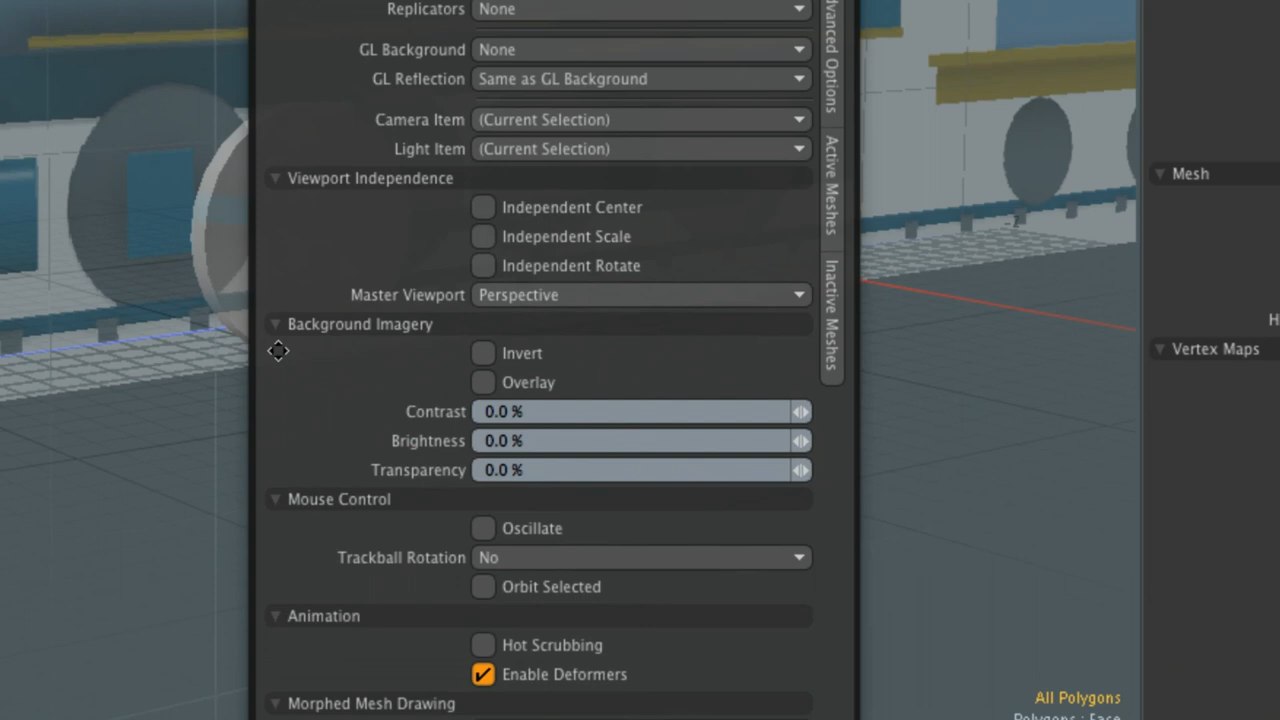 Replicators None
GL Background None
GL Reflection Same as GL Background
Camera Item (Current Selection)
Light Item (Current Selection)
Viewport Independence
Independent Center
Independent Scale
Independent Rotate
Master Viewport Perspective
Background Imagery
Invert
Overlay
Contrast 0.0 %
Brightness 0.0 %
Transparency 0.0 %
Mouse Control
Oscillate
Trackball Rotation No
Orbit Selected
Animation
Hot Scrubbing
Enable Deformers
Morphed Mesh Drawing
Options
Active Meshes
Inactive Meshes
Mesh
H
Vertex Maps
All Polygons
Polygons : Face